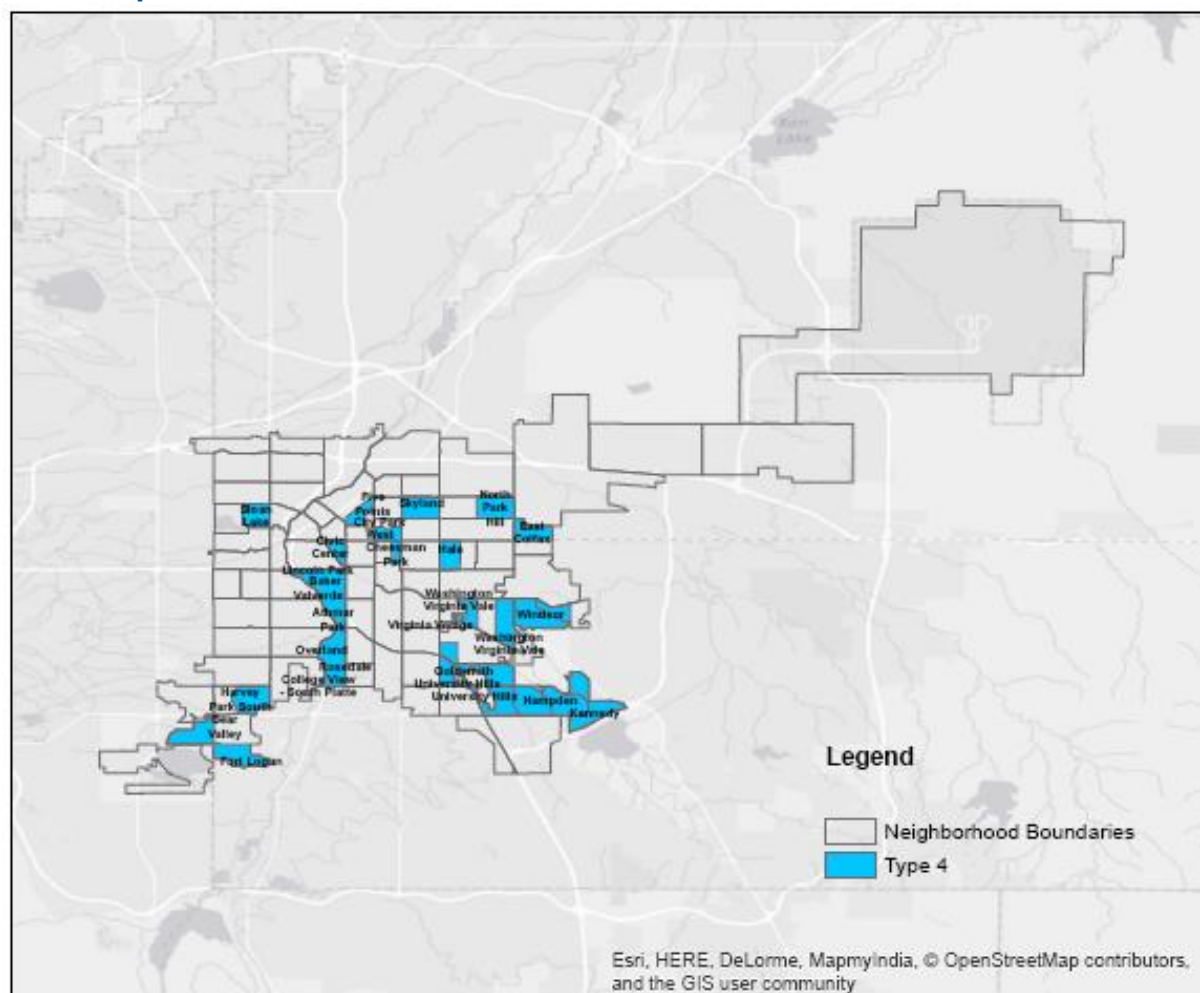 Barr
Lake
Sloan
Lake
Five
Points
City Park
West
Skyland
North
Park
Hill
East
Colfax
Civic
Center
Cheesman
Park
Hale
Lincoln Park
Baker
Valverde
Athmar
Park
Overland
Rosedale
College View
- South Platte
Washington
Virginia Vale
Virginia Village
Windsor
Washington
Virginia Vale
Goldsmith
University Hills
University Hills
Hampden
Kennedy
Harvey
Park South
Bear
Valley
Fort Logan
Legend
Neighborhood Boundaries
Type 4
Esri, HERE, DeLorme, MapmyIndia, © OpenStreetMap contributors,
and the GIS user community